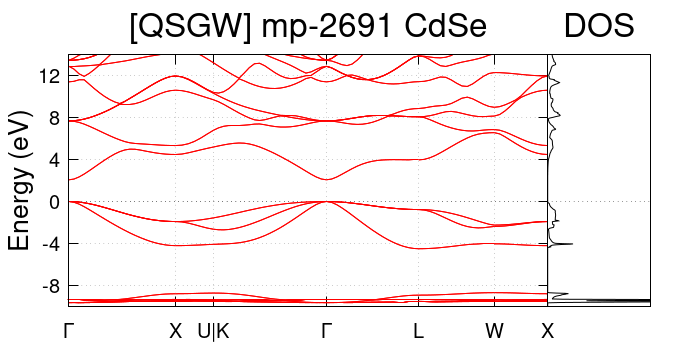 [QSGW] mp-2691 CdSe DOS
Energy (eV)
12
8
4
0
-4
-8
Γ X U|K Γ L W X